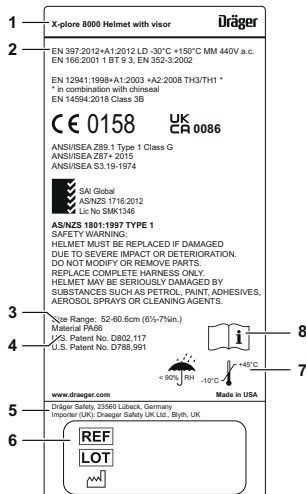 1 X-plore 8000 Helmet with visor Dräger
2 EN 397:2012+A1:2012 LD -30°C +150°C MM 440V a.c.
EN 166:2001 1 BT 9 3, EN 352-3:2002
EN 12941:1998+A1:2003 +A2:2008 TH3/TH1 *
* in combination with chinseal
EN 14594:2018 Class 3B
CE 0158 UK CA 0086
ANSI/ISEA Z89.1 Type 1 Class G
ANSI/ISEA Z87+ 2015
ANSI/ISEA S3.19-1974
SAI Global
AS/NZS 1716:2012
Lic No SMK1346
AS/NZS 1801:1997 TYPE 1
SAFETY WARNING:
HELMET MUST BE REPLACED IF DAMAGED
DUE TO SEVERE IMPACT OR DETERIORATION.
DO NOT MODIFY OR REMOVE PARTS.
REPLACE COMPLETE HARNESS ONLY.
HELMET MAY BE SERIOUSLY DAMAGED BY
SUBSTANCES SUCH AS PETROL, PAINT, ADHESIVES,
AEROSOL SPRAYS OR CLEANING AGENTS.
3 Size Range: 52-60.6cm (6½-7⅝in.)
Material PA66
4 U.S. Patent No. D802,117
U.S. Patent No. D788,991
i 8
< 90% RH -10°C +45°C 7
www.draeger.com Made in USA
5 Dräger Safety, 23560 Lübeck, Germany
Importer (UK): Draeger Safety UK Ltd., Blyth, UK
6 REF
LOT